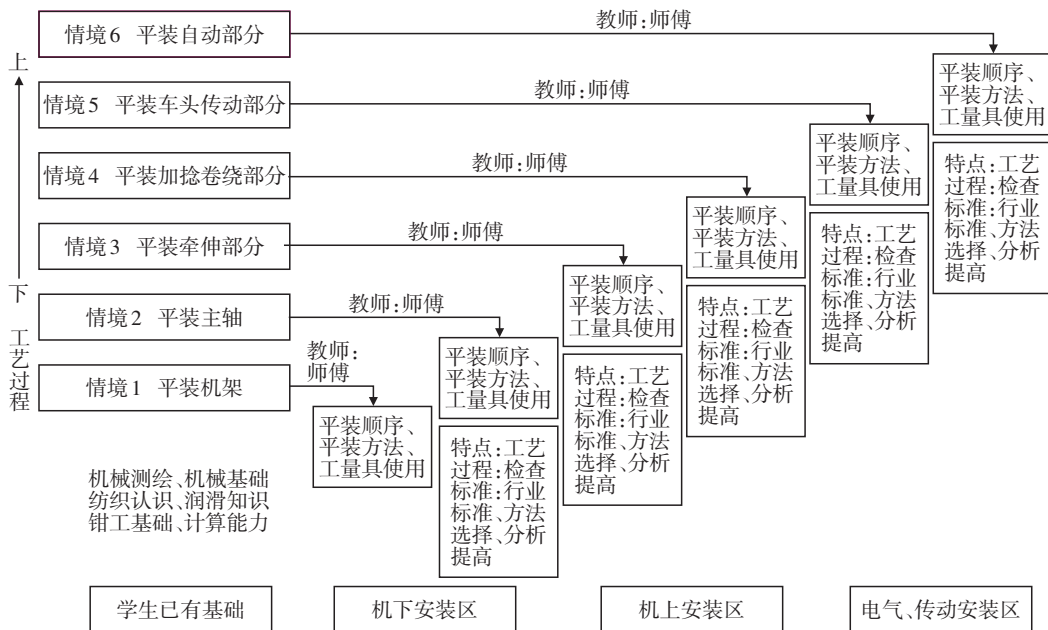 情境6 平装自动部分
教师:师傅
上
情境5 平装车头传动部分
教师:师傅
平装顺序、
平装方法、
工量具使用
情境4 平装加捻卷绕部分
教师:师傅
平装顺序、
平装方法、
工量具使用
特点:工艺
过程:检查
标准:行业
标准、方法
选择、分析
提高
情境3 平装牵伸部分
教师:师傅
平装顺序、
平装方法、
工量具使用
特点:工艺
过程:检查
标准:行业
标准、方法
选择、分析
提高
下
工艺过程
情境2 平装主轴
教师:师傅
平装顺序、
平装方法、
工量具使用
特点:工艺
过程:检查
标准:行业
标准、方法
选择、分析
提高
情境1 平装机架
教师:
师傅
平装顺序、
平装方法、
工量具使用
特点:工艺
过程:检查
标准:行业
标准、方法
选择、分析
提高
平装顺序、
平装方法、
工量具使用
特点:工艺
过程:检查
标准:行业
标准、方法
选择、分析
提高
机械测绘、机械基础
纺织认识、润滑知识
钳工基础、计算能力
学生已有基础
机下安装区
机上安装区
电气、传动安装区